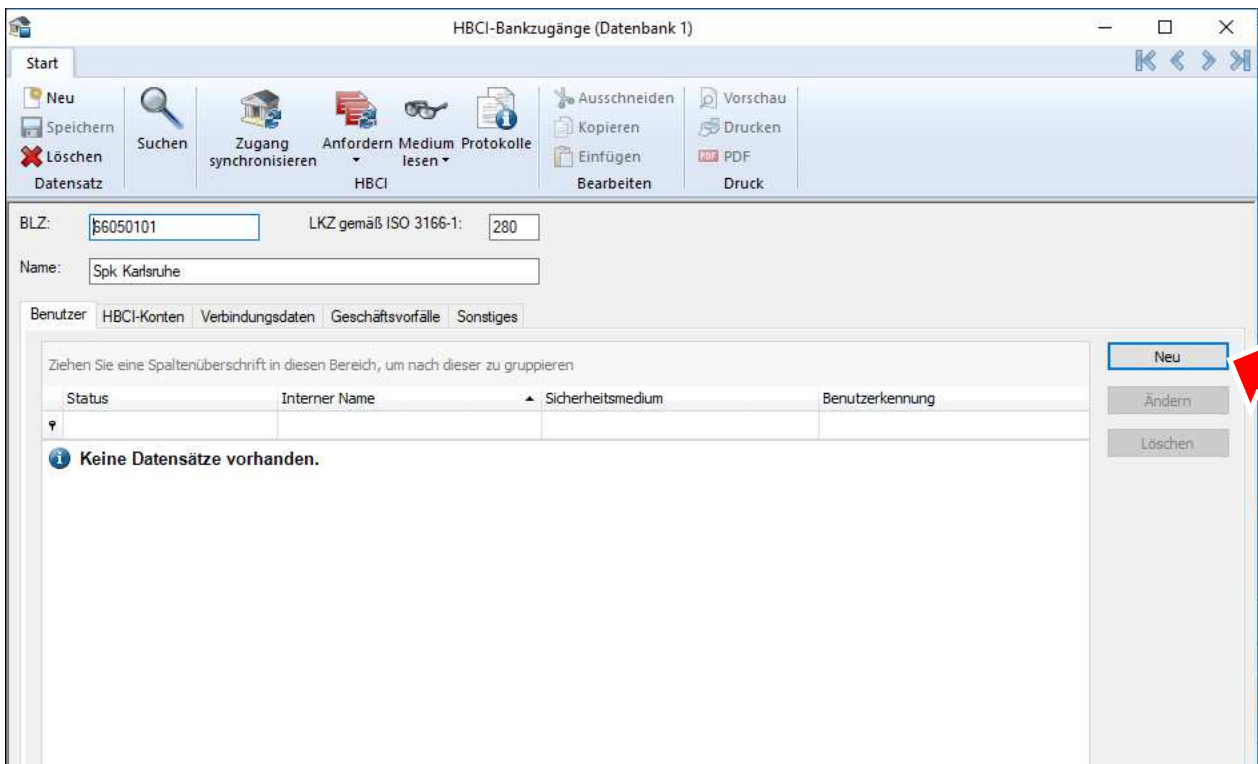 HBCI-Bankzugänge (Datenbank 1)
Start
Neu
Speichern
Löschen
Datensatz
Suchen
Zugang synchronisieren
Anfordern
Medium lesen
Protokolle
HBCI
Ausschneiden
Kopieren
Einfügen
Bearbeiten
Vorschau
Drucken
PDF
Druck
BLZ: 66050101 LKZ gemäß ISO 3166-1: 280
Name: Spk Karlsruhe
Benutzer HBCI-Konten Verbindungsdaten Geschäftsvorfälle Sonstiges
Ziehen Sie eine Spaltenüberschrift in diesen Bereich, um nach dieser zu gruppieren
Status Interner Name Sicherheitsmedium Benutzerkennung
Keine Datensätze vorhanden.
Neu
Ändern
Löschen